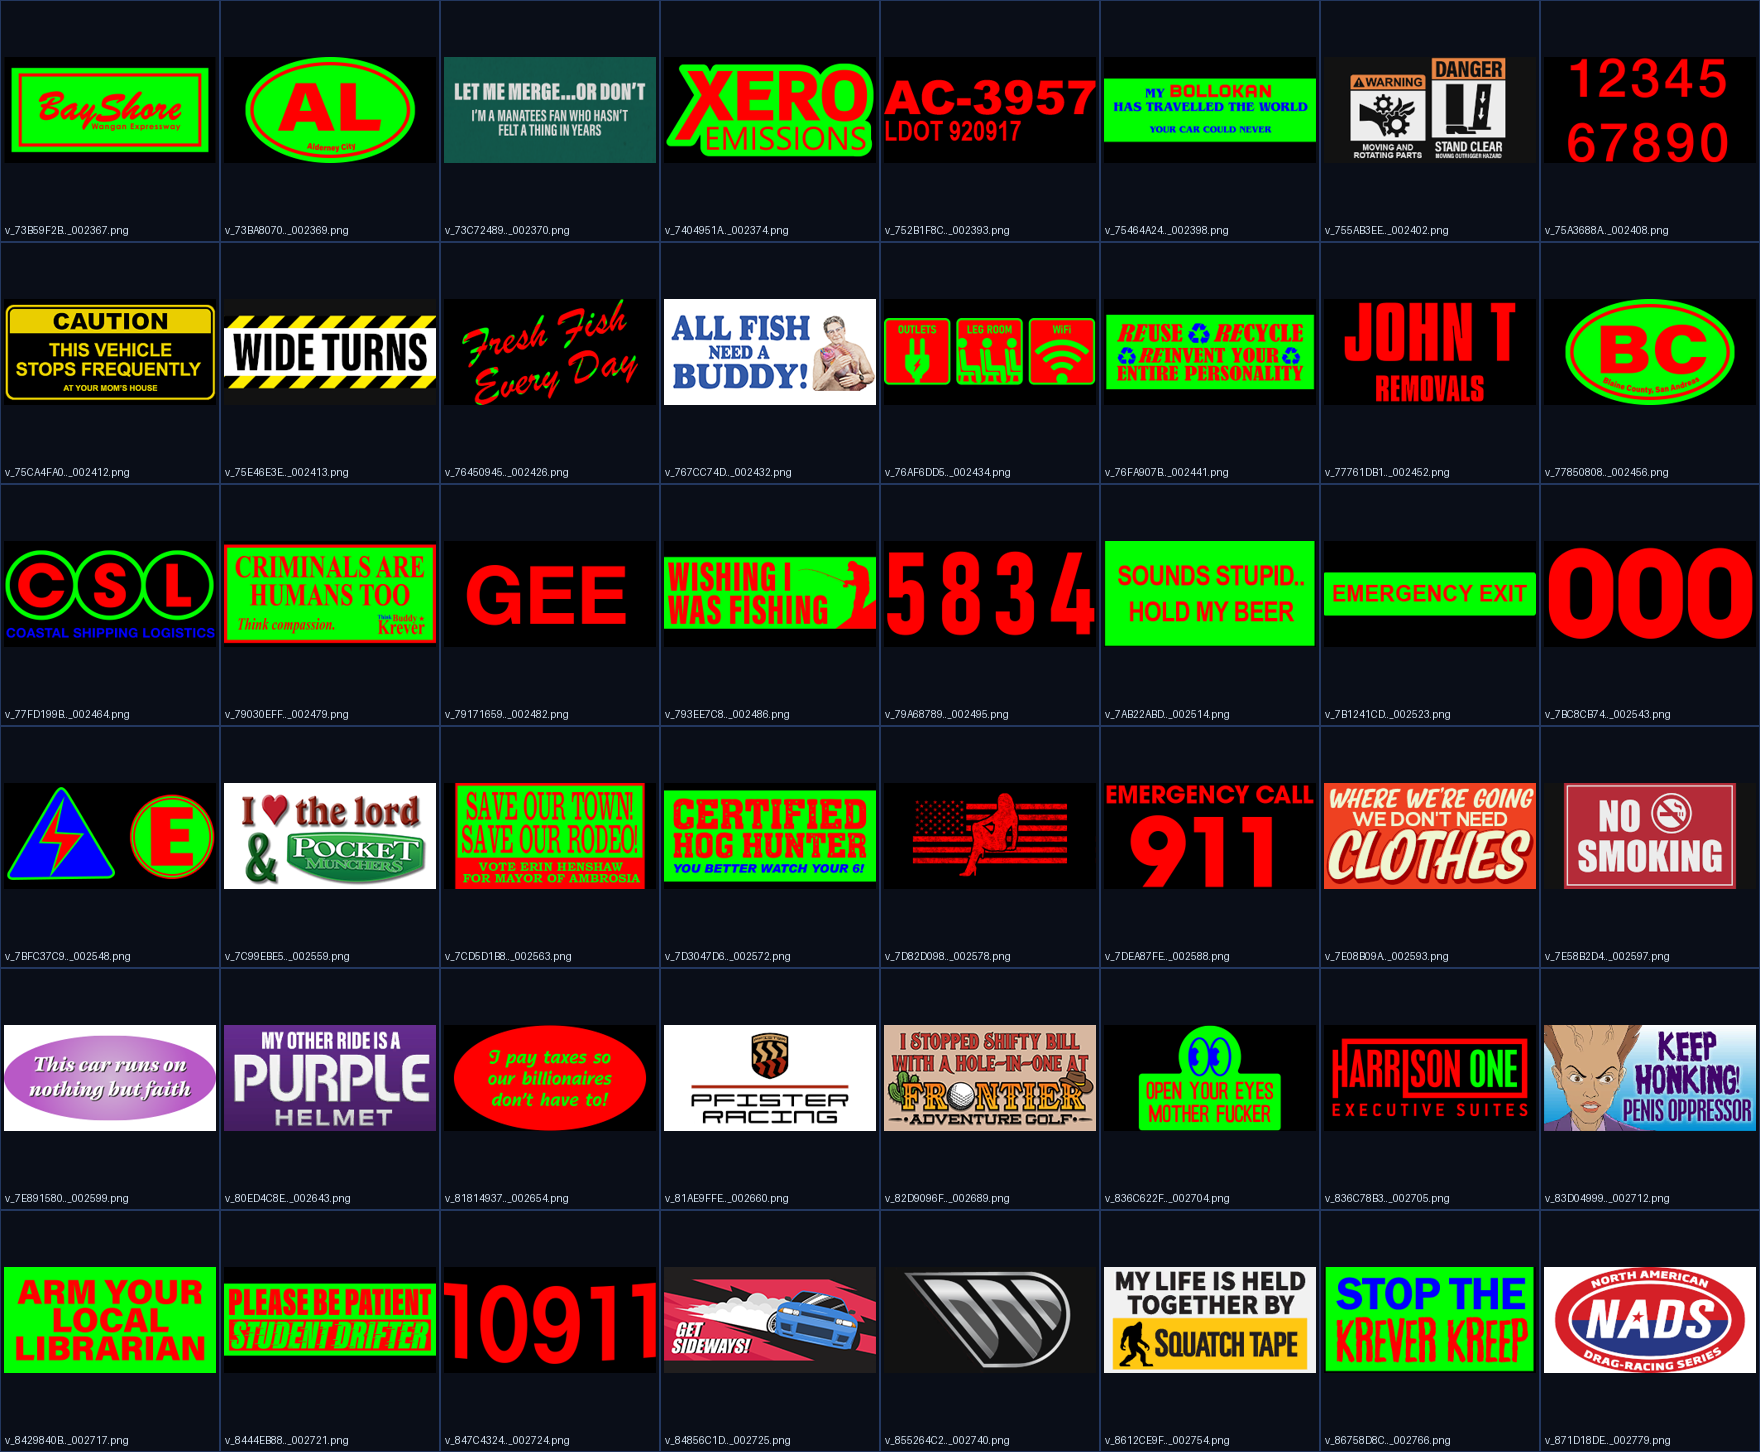 BayShore
Wangan Expressway
v_73B59F2B.._002367.png
AL
Alderney City
v_73BA8070.._002369.png
LET ME MERGE...OR DON'T
I'M A MANATEES FAN WHO HASN'T
FELT A THING IN YEARS
v_73C72489.._002370.png
XERO
EMISSIONS
v_7404951A.._002374.png
AC-3957
LDOT 920917
v_752B1F8C.._002393.png
MY BOLLOKAN
HAS TRAVELLED THE WORLD
YOUR CAR COULD NEVER
v_75464A24.._002398.png
WARNING
MOVING AND
ROTATING PARTS
DANGER
STAND CLEAR
MOVING OUTRIGGER HAZARD
v_755AB3EE.._002402.png
12345
67890
v_75A3688A.._002408.png
CAUTION
THIS VEHICLE
STOPS FREQUENTLY
AT YOUR MOM'S HOUSE
v_75CA4FA0.._002412.png
WIDE TURNS
v_75E46E3E.._002413.png
Fresh Fish
Every Day
v_76450945.._002426.png
ALL FISH
NEED A
BUDDY!
v_767CC74D.._002432.png
OUTLETS
LEG ROOM
WiFi
v_76AF6DD5.._002434.png
REUSE RECYCLE
REINVENT YOUR
ENTIRE PERSONALITY
v_76FA907B.._002441.png
JOHN T
REMOVALS
v_77761DB1.._002452.png
BC
Blaine County, San Andreas
v_77850808.._002456.png
CSL
COASTAL SHIPPING LOGISTICS
v_77FD199B.._002464.png
CRIMINALS ARE
HUMANS TOO
Think compassion.
Think Buddy
Krever
v_79030EFF.._002479.png
GEE
v_79171659.._002482.png
WISHING I
WAS FISHING
v_793EE7C8.._002486.png
5834
v_79A68789.._002495.png
SOUNDS STUPID..
HOLD MY BEER
v_7AB22ABD.._002514.png
EMERGENCY EXIT
v_7B1241CD.._002523.png
000
v_7BC8CB74.._002543.png
E
v_7BFC37C9.._002548.png
I the lord
& POCKET
MUNCHERS
v_7C99EBE5.._002559.png
SAVE OUR TOWN!
SAVE OUR RODEO!
VOTE ERIN HENSHAW
FOR MAYOR OF AMBROSIA
v_7CD5D1B8.._002563.png
CERTIFIED
HOG HUNTER
YOU BETTER WATCH YOUR 6!
v_7D3047D6.._002572.png
v_7D82D098.._002578.png
EMERGENCY CALL
911
v_7DEA87FE.._002588.png
WHERE WE'RE GOING
WE DON'T NEED
CLOTHES
v_7E08B09A.._002593.png
NO
SMOKING
v_7E58B2D4.._002597.png
This car runs on
nothing but faith
v_7E891580.._002599.png
MY OTHER RIDE IS A
PURPLE
HELMET
v_80ED4C8E.._002643.png
I pay taxes so
our billionaires
don't have to!
v_81814937.._002654.png
PFISTER
RACING
v_81AE9FFE.._002660.png
I STOPPED SHIFTY BILL
WITH A HOLE-IN-ONE AT
FRONTIER
ADVENTURE GOLF
v_82D9096F.._002689.png
OPEN YOUR EYES
MOTHER FUCKER
v_836C622F.._002704.png
HARRISON ONE
EXECUTIVE SUITES
v_836C78B3.._002705.png
KEEP
HONKING!
PENIS OPPRESSOR
v_83D04999.._002712.png
ARM YOUR
LOCAL
LIBRARIAN
v_8429840B.._002717.png
PLEASE BE PATIENT
STUDENT DRIFTER
v_8444EB88.._002721.png
10911
v_847C4324.._002724.png
GET
SIDEWAYS!
v_84856C1D.._002725.png
v_855264C2.._002740.png
MY LIFE IS HELD
TOGETHER BY
SQUATCH TAPE
v_8612CE9F.._002754.png
STOP THE
KREVER KREEP
v_86758D8C.._002766.png
NORTH AMERICAN
NADS
DRAG-RACING SERIES
v_871D18DE.._002779.png